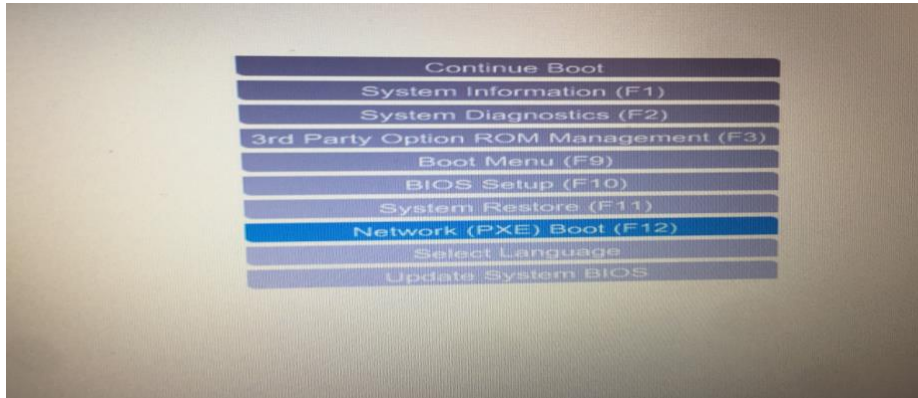 Continue Boot
System Information (F1)
System Diagnostics (F2)
3rd Party Option ROM Management (F3)
Boot Menu (F9)
BIOS Setup (F10)
System Restore (F11)
Network (PXE) Boot (F12)
Select Language
Update System BIOS